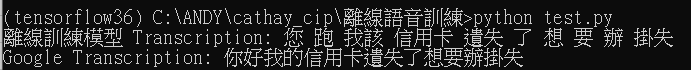 (tensorflow36) C:\ANDY\cathay_cip\離線語音訓練>python test.py
離線訓練模型 Transcription: 您 跑 我該 信用卡 遺失 了 想 要 辦 掛失
Google Transcription: 你好我的信用卡遺失了想要辦掛失